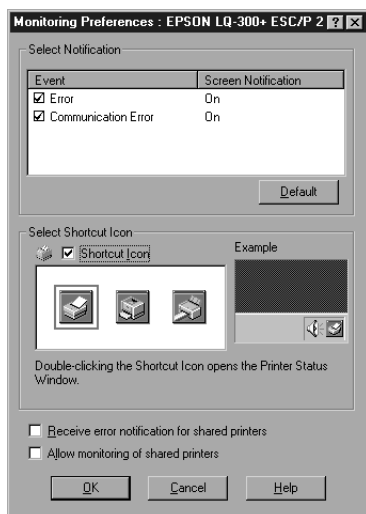 Monitoring Preferences : EPSON LQ-300+ ESC/P 2
Select Notification
Event Screen Notification
Error On
Communication Error On
Default
Select Shortcut Icon
Shortcut Icon
Example
Double-clicking the Shortcut Icon opens the Printer Status
Window.
Receive error notification for shared printers
Allow monitoring of shared printers
OK Cancel Help